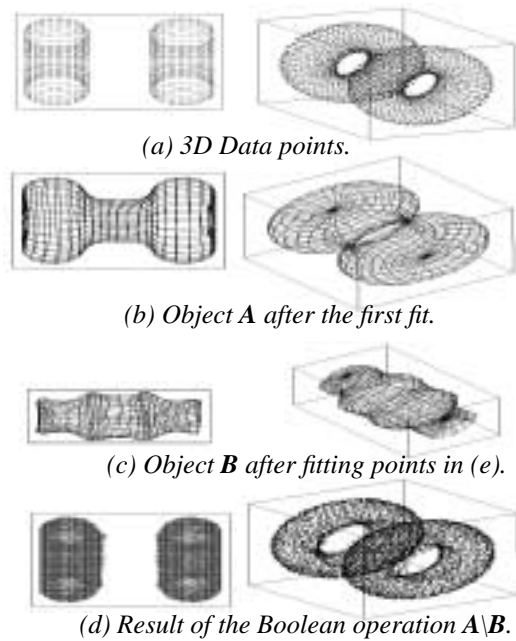 (a) 3D Data points.
(b) Object A after the first fit.
(c) Object B after fitting points in (e).
(d) Result of the Boolean operation A\B.